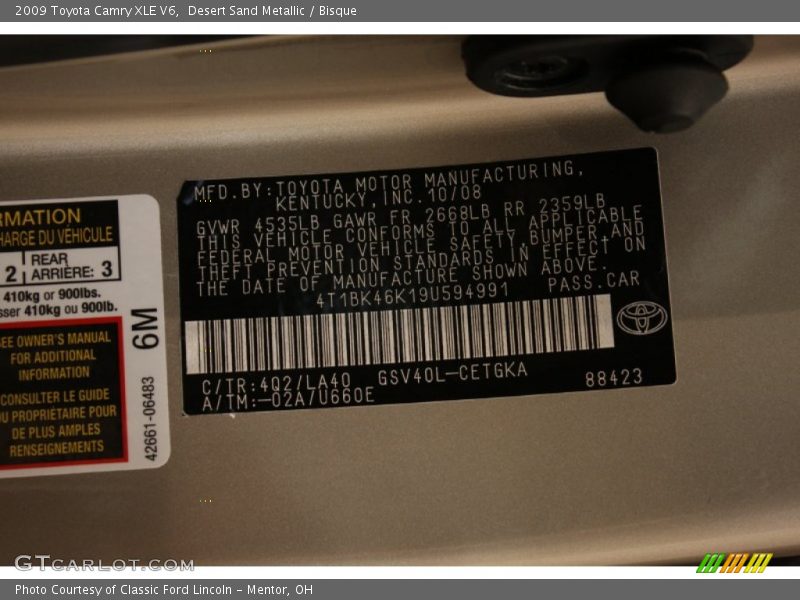 2009 Toyota Camry XLE V6,  Desert Sand Metallic / Bisque
RMATION
HARGE DU VÉHICULE
2 REAR ARRIÈRE: 3
410kg or 900lbs.
sser 410kg ou 900lb.
SEE OWNER'S MANUAL
FOR ADDITIONAL
INFORMATION
CONSULTER LE GUIDE
DU PROPRIÉTAIRE POUR
DE PLUS AMPLES
RENSEIGNEMENTS
6M
42661-06483
MFD.BY:TOYOTA MOTOR MANUFACTURING,
KENTUCKY,INC.10/08
GVWR 4535LB GAWR FR 2668LB RR 2359LB
THIS VEHICLE CONFORMS TO ALL APPLICABLE
FEDERAL MOTOR VEHICLE SAFETY,BUMPER AND
THEFT PREVENTION STANDARDS IN EFFECT ON
THE DATE OF MANUFACTURE SHOWN ABOVE.
4T1BK46K19U594991 PASS.CAR
C/TR:4Q2/LA40 GSV40L-CETGKA
A/TM:-02A/U660E 88423
GTCARLOT.COM
Photo Courtesy of Classic Ford Lincoln - Mentor, OH